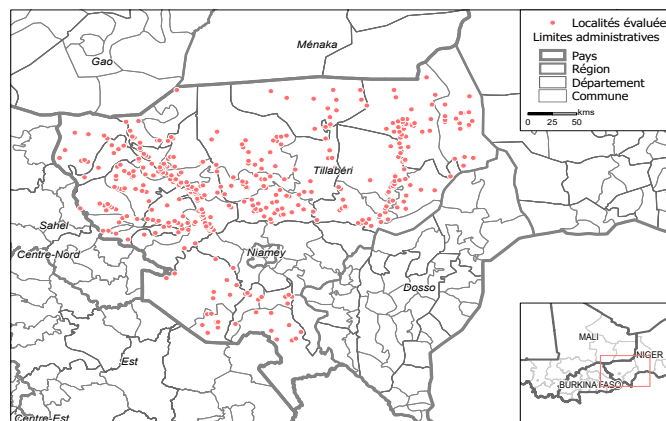 Localités évaluée
Limites administratives
Pays
Région
Département
Commune
0 25 50
kms
Ménaka
Gao
Tillabéri
Sahel
Centre-Nord
Niamey
Dosso
Est
Centre-Est
MALI
NIGER
BURKINA FASO